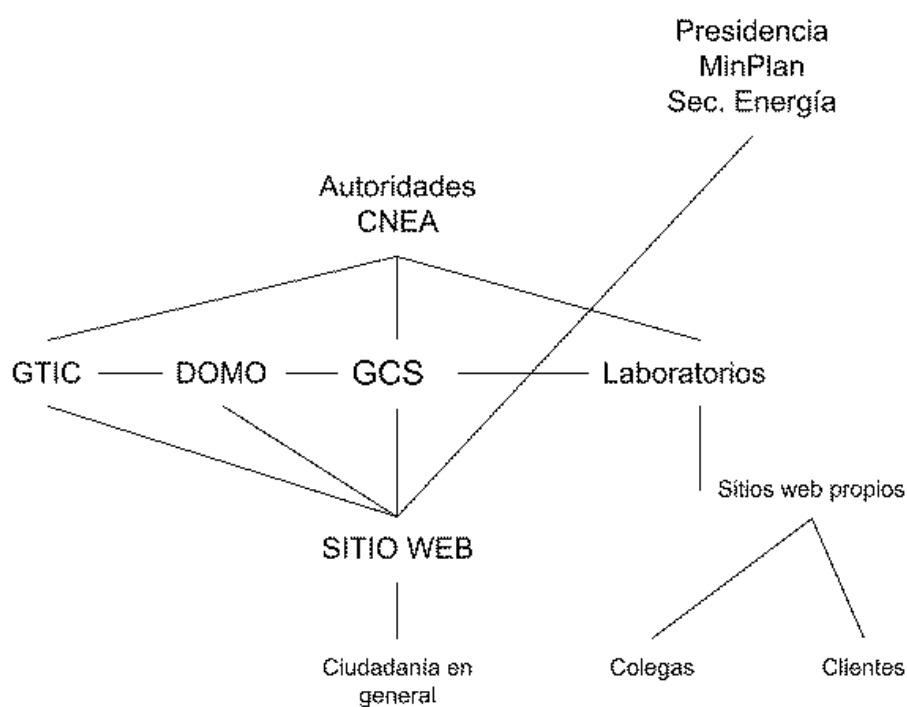 Presidencia
MinPlan
Sec. Energía
Autoridades
CNEA
GTIC
DOMO
GCS
Laboratorios
Sitios web propios
SITIO WEB
Ciudadanía en
general
Colegas
Clientes